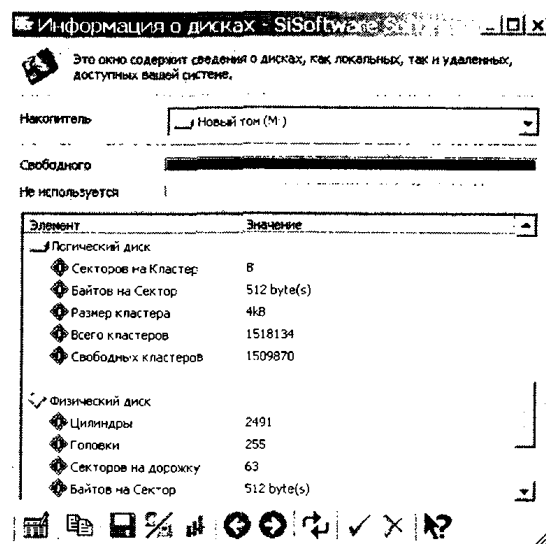 Информация о дисках - SiSoftware
Это окно содержит сведения о дисках, как локальных, так и удаленных,
доступных вашей системе.
Накопитель
Новый том (M:)
Свободного
Не используется
Элемент Значение
Логический диск
Секторов на Кластер 8
Байтов на Сектор 512 byte(s)
Размер кластера 4kB
Всего кластеров 1518134
Свободных кластеров 1509870
Физический диск
Цилиндры 2491
Головки 255
Секторов на дорожку 63
Байтов на Сектор 512 byte(s)